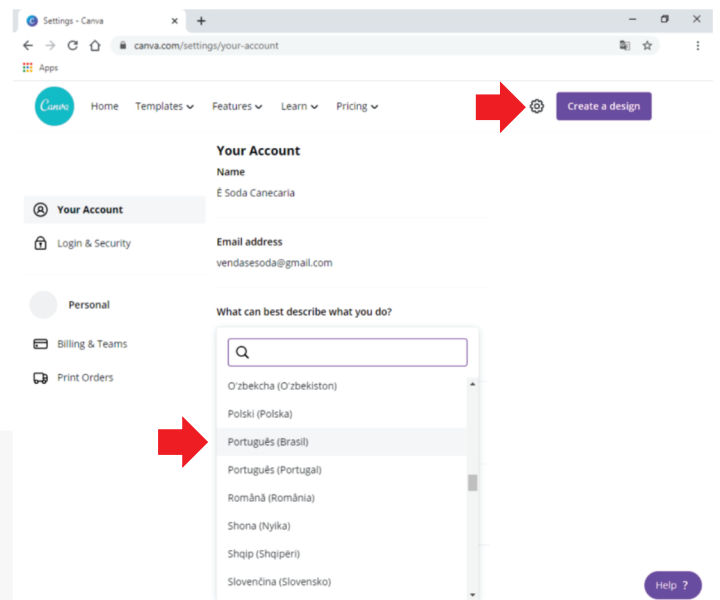 Settings - Canva
canva.com/settings/your-account
Apps
Canva
Home Templates Features Learn Pricing Create a design
Your Account
Name
É Soda Canecaria
Your Account
Login & Security
Email address
vendasesoda@gmail.com
Personal
What can best describe what you do?
Billing & Teams
Print Orders
O'zbekcha (O'zbekiston)
Polski (Polska)
Português (Brasil)
Português (Portugal)
Română (România)
Shona (Nyika)
Shqip (Shqipëri)
Slovenčina (Slovensko)
Help ?